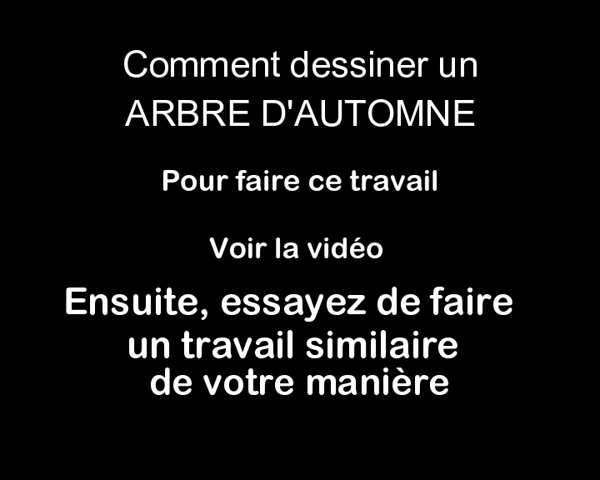 Comment dessiner un
ARBRE D'AUTOMNE
Pour faire ce travail
Voir la vidéo
Ensuite, essayez de faire
un travail similaire
de votre manière